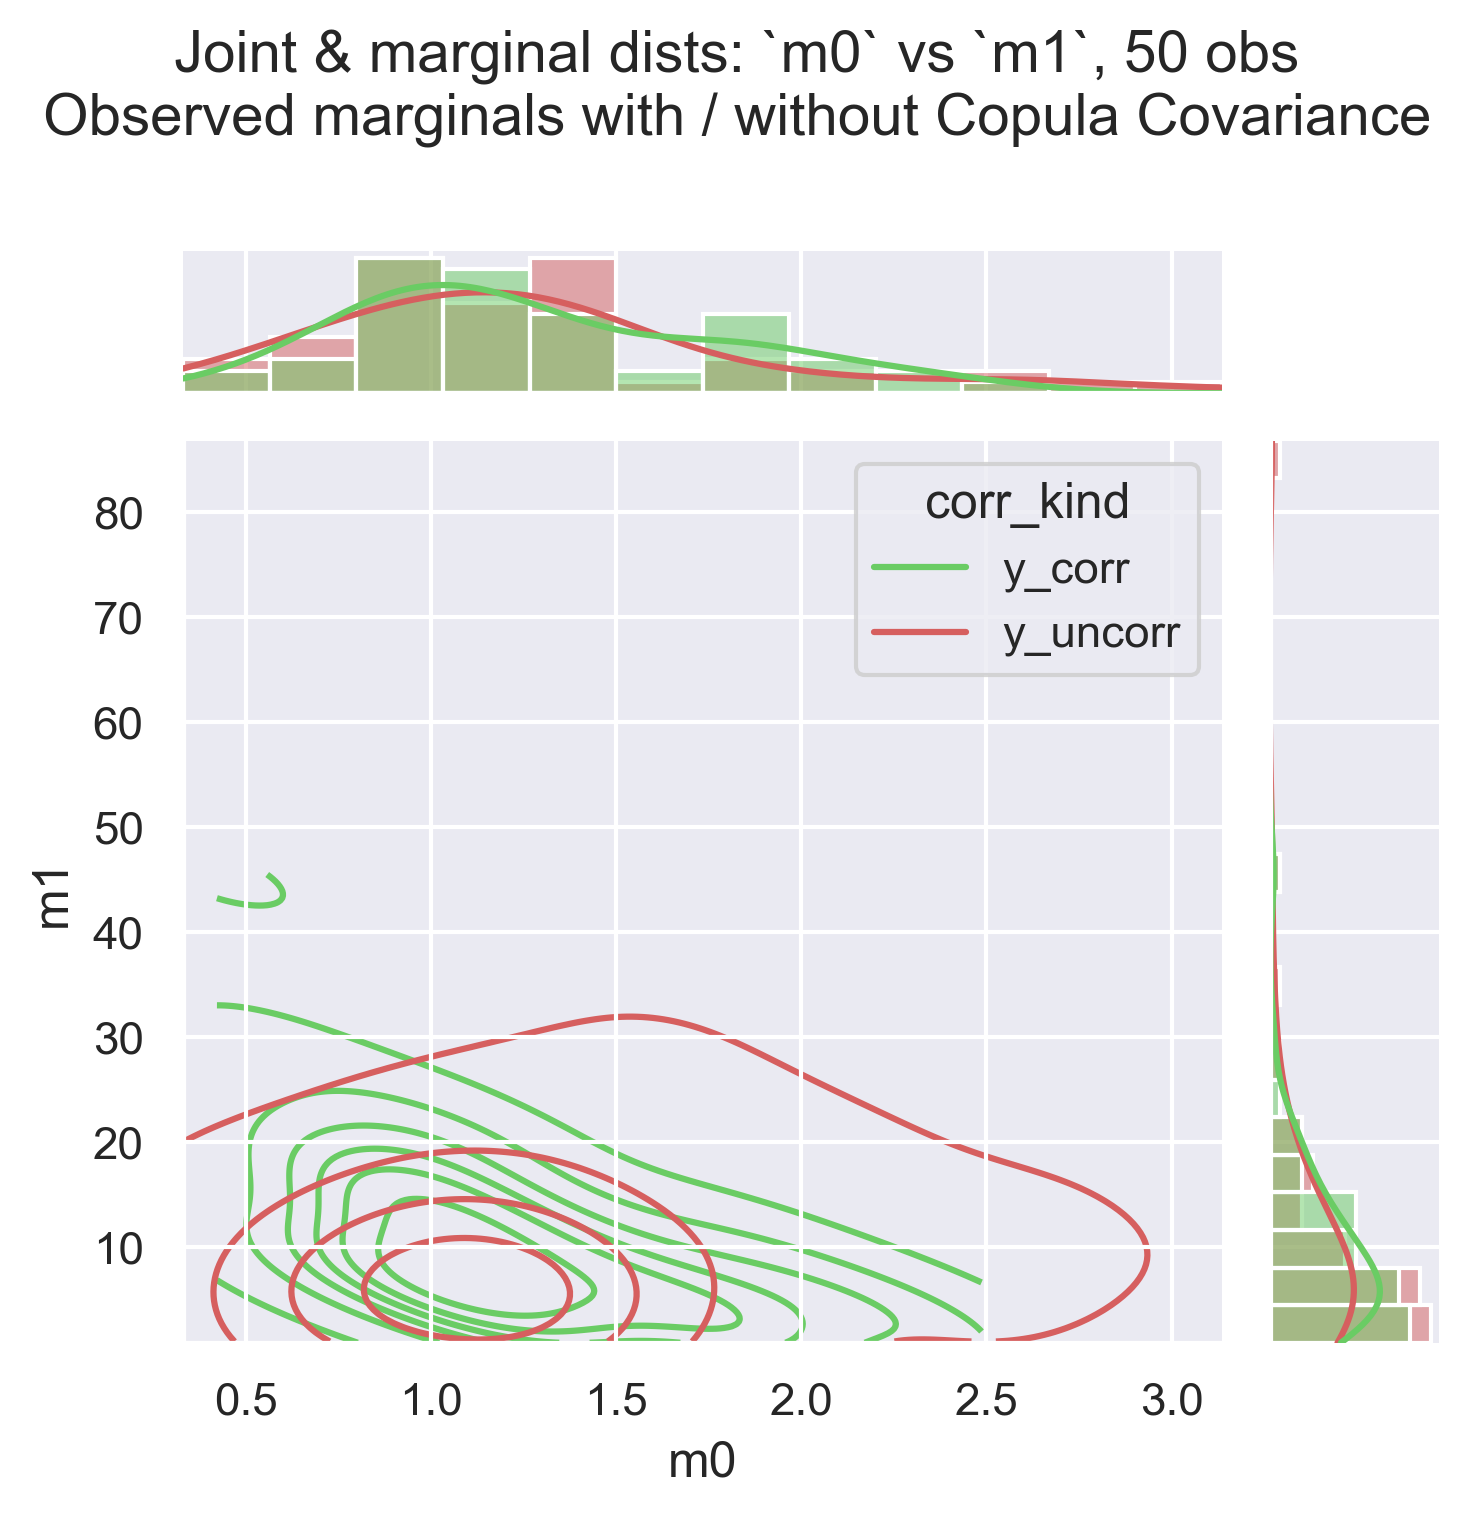 Joint & marginal dists: `m0` vs `m1`, 50 obs
Observed marginals with / without Copula Covariance
corr_kind
y_corr
y_uncorr
80
70
60
50
40
30
20
10
m1
0.5 1.0 1.5 2.0 2.5 3.0
m0